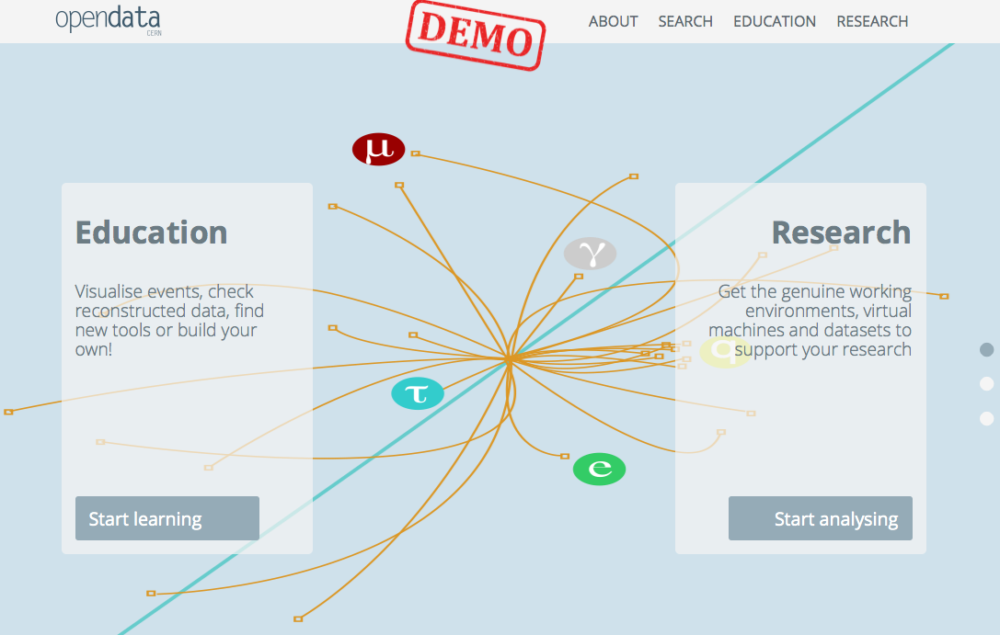 opendata
CERN
DEMO
ABOUT SEARCH EDUCATION RESEARCH
μ
γ
q
τ
e
Education
Visualise events, check
reconstructed data, find
new tools or build your
own!
Start learning
Research
Get the genuine working
environments, virtual
machines and datasets to
support your research
Start analysing